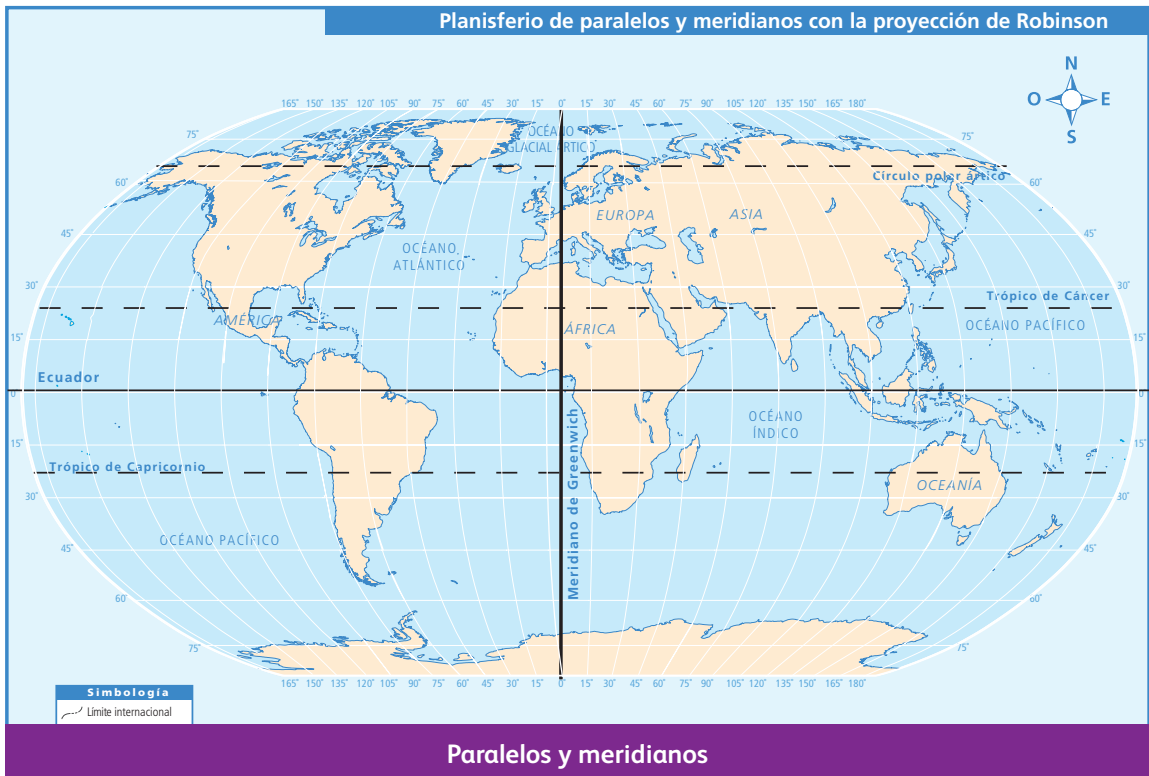 Planisferio de paralelos y meridianos con la proyección de Robinson
N
O E
S
165° 150° 135° 120° 105° 90° 75° 60° 45° 30° 15° 0° 15° 30° 45° 60° 75° 90° 105° 120° 135° 150° 165° 180°
75° 75°
OCÉANO
GLACIAL ÁRTICO
Círculo polar ártico
60° 60°
EUROPA ASIA
45° 45°
OCÉANO
ATLÁNTICO
30° 30°
Trópico de Cáncer
AMÉRICA ÁFRICA OCÉANO PACÍFICO
15°
Ecuador
0° 0°
OCÉANO
ÍNDICO
15° 15°
Trópico de Capricornio
Meridiano de Greenwich
OCEANÍA
30° 30°
OCÉANO PACÍFICO
45° 45°
60° 60°
75° 75°
165° 150° 135° 120° 105° 90° 75° 60° 45° 30° 15° 0° 15° 30° 45° 60° 75° 90° 105° 120° 135° 150° 165° 180°
Simbología
Límite internacional
Paralelos y meridianos